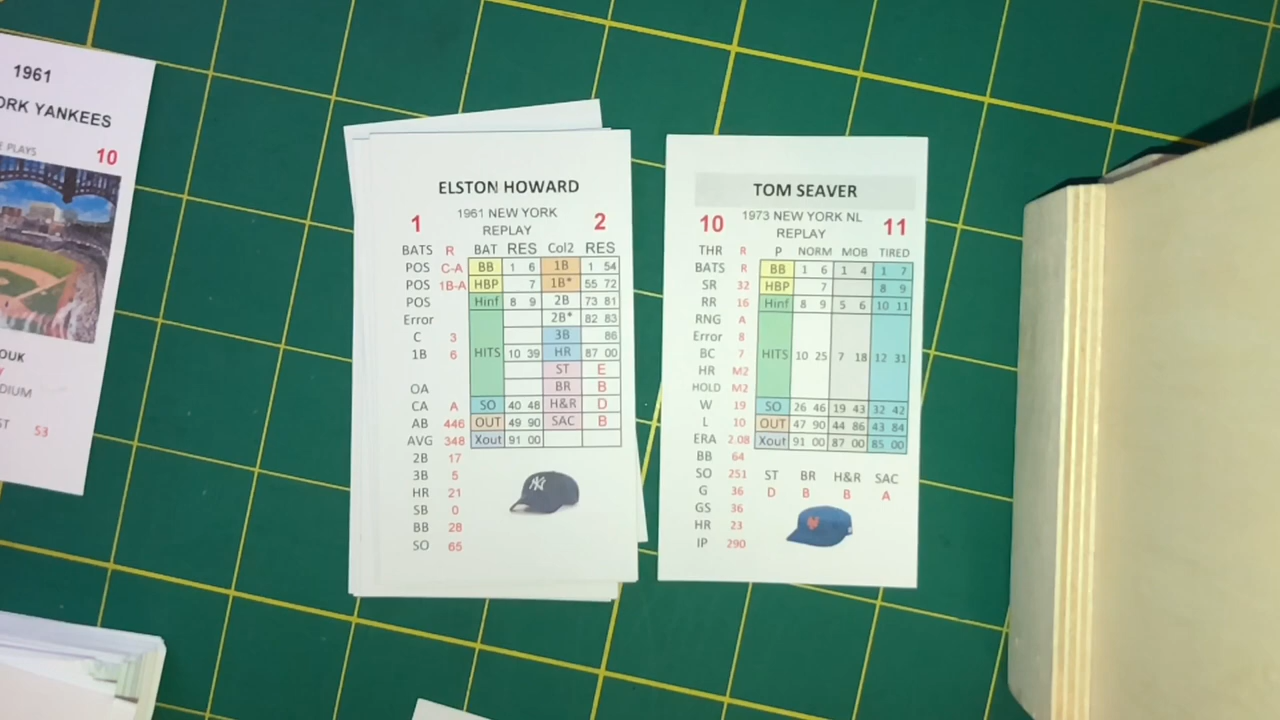 1961
ORK YANKEES
E PLAYS
10
OUK
DIUM
ST 53
ELSTON HOWARD
1 1961 NEW YORK 2
REPLAY
BATS R BAT RES Col2 RES
POS C-A BB 1 6 1B 1 54
POS 1B-A HBP 7 1B* 55 72
POS Hinf 8 9 2B 73 81
Error 2B* 82 83
C 3 3B 86
1B 6 HITS 10 39 HR 87 00
ST E
OA BR B
CA A SO 40 48 H&R D
AB 446 OUT 49 90 SAC B
AVG 348 Xout 91 00
2B 17
3B 5
HR 21
SB 0
BB 28
SO 65
NY
TOM SEAVER
10 1973 NEW YORK NL 11
REPLAY
THR R P NORM MOB TIRED
BATS R BB 1 6 1 4 1 7
SR 32 HBP 7 8 9
RR 16 Hinf 8 9 5 6 10 11
RNG A
Error 8
BC 7 HITS 10 25 7 18 12 31
HR M2
HOLD M2
W 19 SO 26 46 19 43 32 42
L 10 OUT 47 90 44 86 43 84
ERA 2.08 Xout 91 00 87 00 85 00
BB 64
SO 251 ST BR H&R SAC
G 36 D B B A
GS 36
HR 23
IP 290
NY